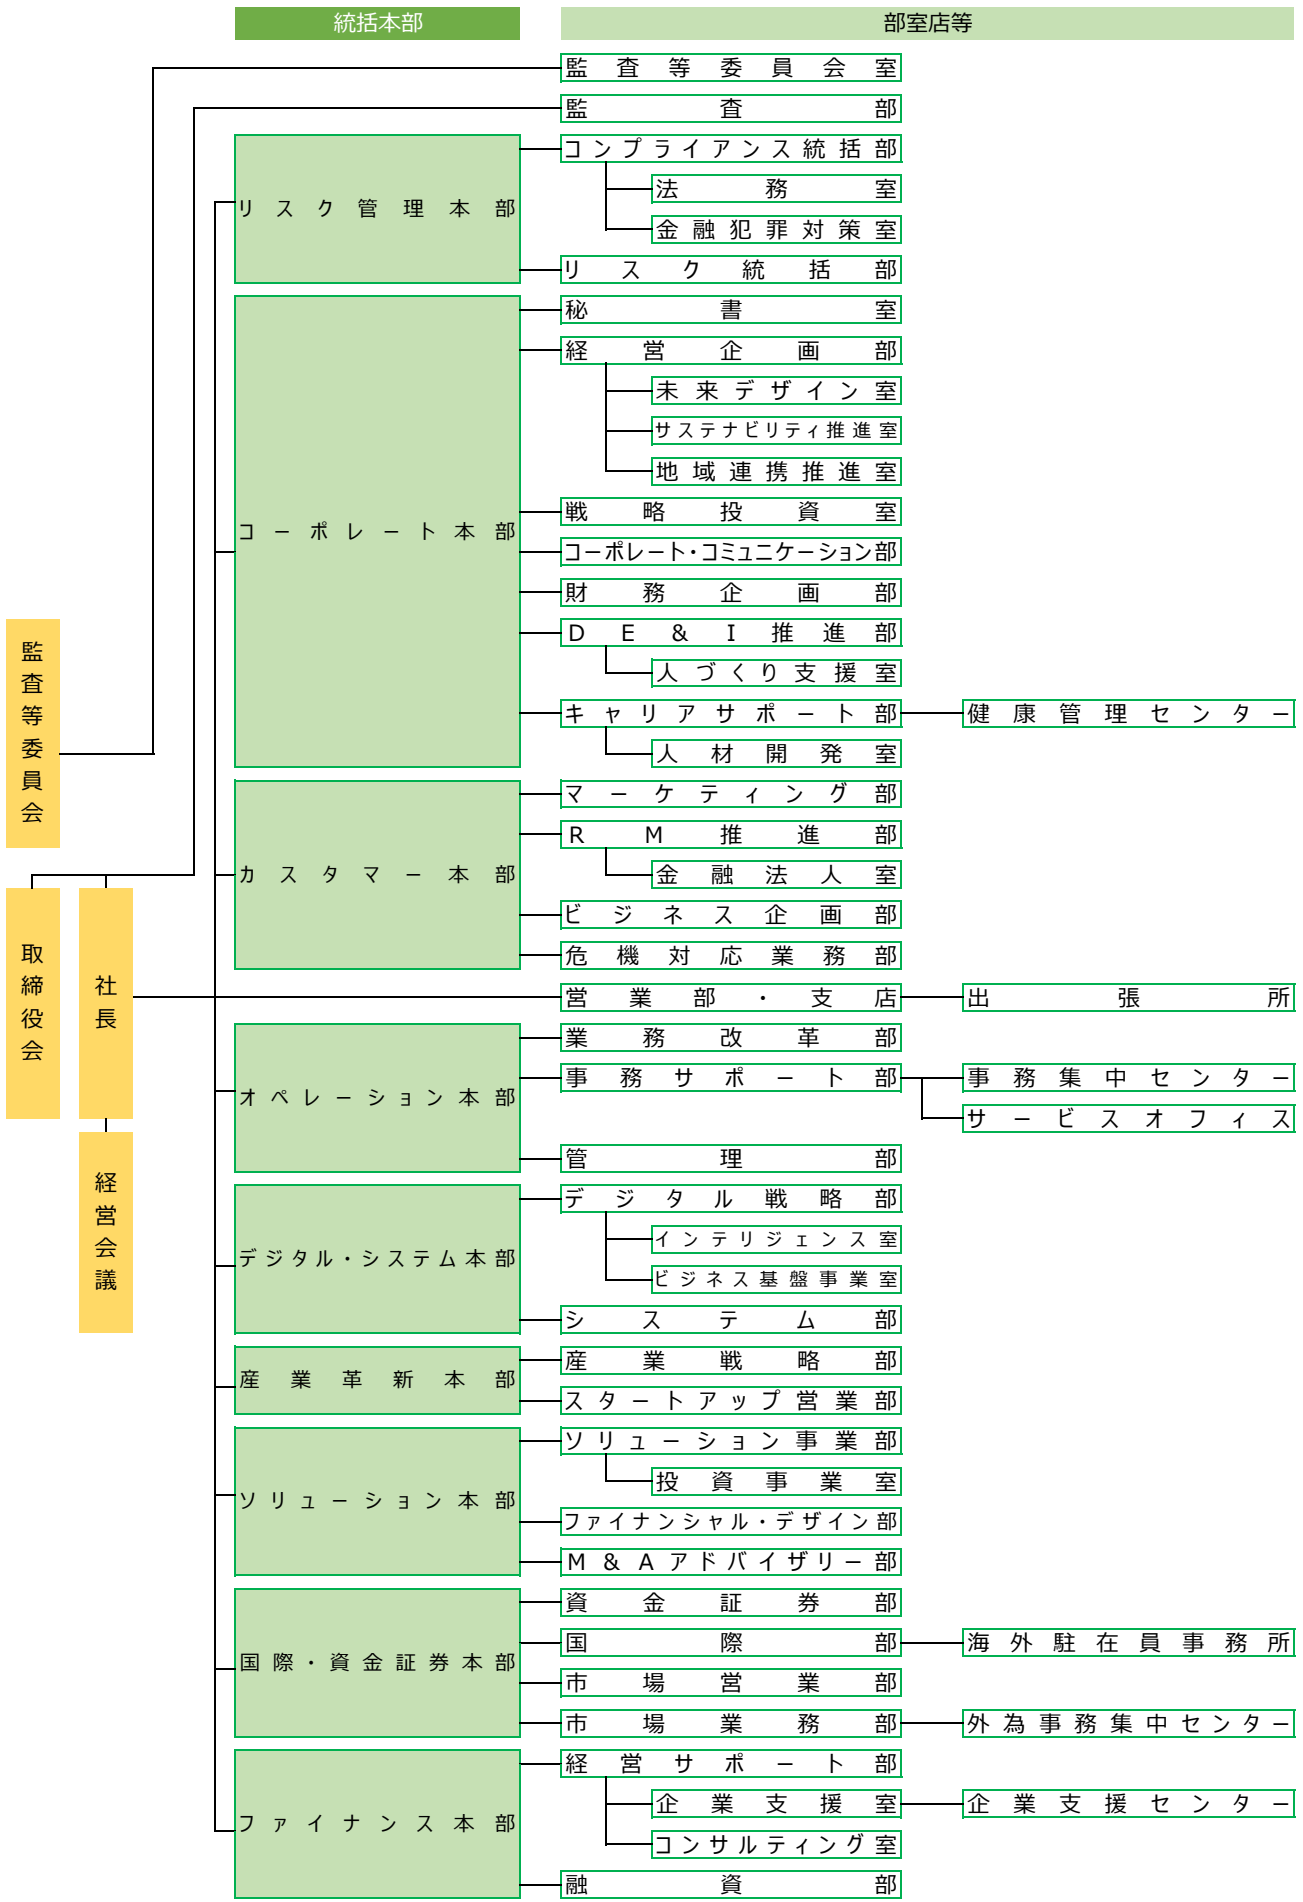 統括本部
部室店等
監査等委員会
取締役会
社長
経営会議
監査等委員会室
監査部
リスク管理本部
コンプライアンス統括部
法務室
金融犯罪対策室
リスク統括部
コーポレート本部
秘書室
経営企画部
未来デザイン室
サステナビリティ推進室
地域連携推進室
戦略投資室
コーポレート・コミュニケーション部
財務企画部
DE&I推進部
人づくり支援室
キャリアサポート部
健康管理センター
人材開発室
カスタマー本部
マーケティング部
RM推進部
金融法人室
ビジネス企画部
危機対応業務部
営業部・支店
出張所
オペレーション本部
業務改革部
事務サポート部
事務集中センター
サービスオフィス
管理部
デジタル・システム本部
デジタル戦略部
インテリジェンス室
ビジネス基盤事業室
システム部
産業革新本部
産業戦略部
スタートアップ営業部
ソリューション本部
ソリューション事業部
投資事業室
ファイナンシャル・デザイン部
M&Aアドバイザリー部
国際・資金証券本部
資金証券部
国際部
海外駐在員事務所
市場営業部
市場業務部
外為事務集中センター
ファイナンス本部
経営サポート部
企業支援室
企業支援センター
コンサルティング室
融資部